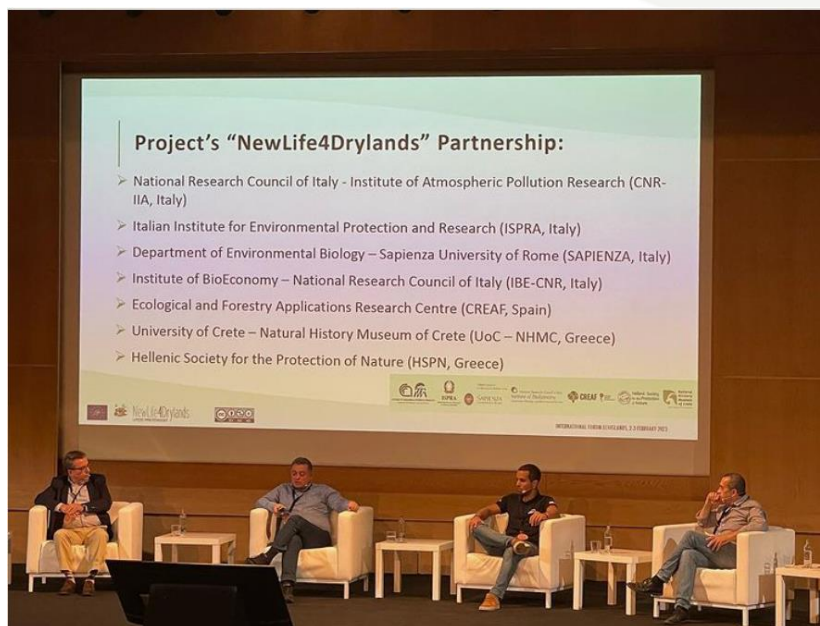 Project's "NewLife4Drylands" Partnership:
➢ National Research Council of Italy - Institute of Atmospheric Pollution Research (CNR-
IIA, Italy)
➢ Italian Institute for Environmental Protection and Research (ISPRA, Italy)
➢ Department of Environmental Biology – Sapienza University of Rome (SAPIENZA, Italy)
➢ Institute of BioEconomy – National Research Council of Italy (IBE-CNR, Italy)
➢ Ecological and Forestry Applications Research Centre (CREAF, Spain)
➢ University of Crete – Natural History Museum of Crete (UoC – NHMC, Greece)
➢ Hellenic Society for the Protection of Nature (HSPN, Greece)
ISPRA
SAPIENZA
CREAF
NewLife4Drylands